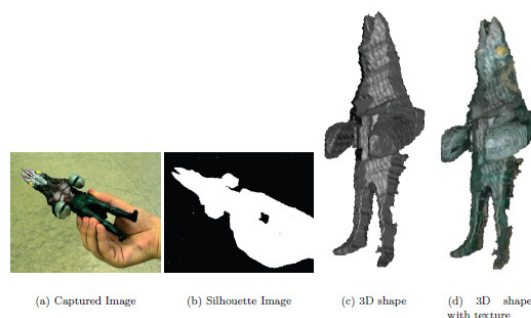 (a) Captured Image
(b) Silhouette Image
(c) 3D shape
(d) 3D shape
with texture